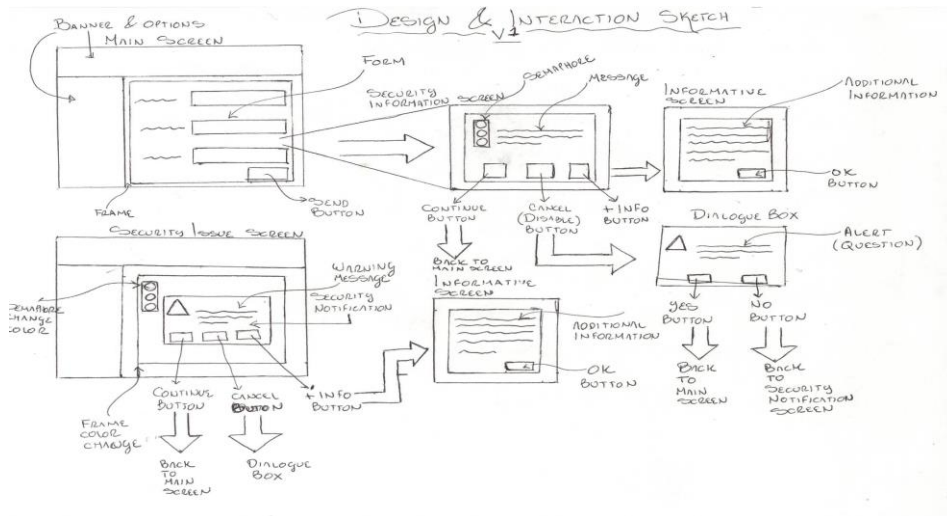 Design & Interaction Sketch
V1
Banner & Options
Main Screen
Form
Frame
Send
Button
Security
Information Screen
Semaphore
Message
Continue
Button
Cancel
(Disable)
Button
+ Info
Button
Back to
Main Screen
Informative
Screen
Additional
Information
OK
Button
Dialogue Box
Alert
(Question)
Yes
Button
No
Button
Back
to
Main
Screen
Back
to
Security
Notification
Screen
Security Issue Screen
Semaphore
Change
Color
Warning
Message
Security
Notification
Frame
Color
Change
Continue
Button
Cancel
Button
+ Info
Button
Back
to
Main
Screen
Dialogue
Box
Informative
Screen
Additional
Information
OK
Button